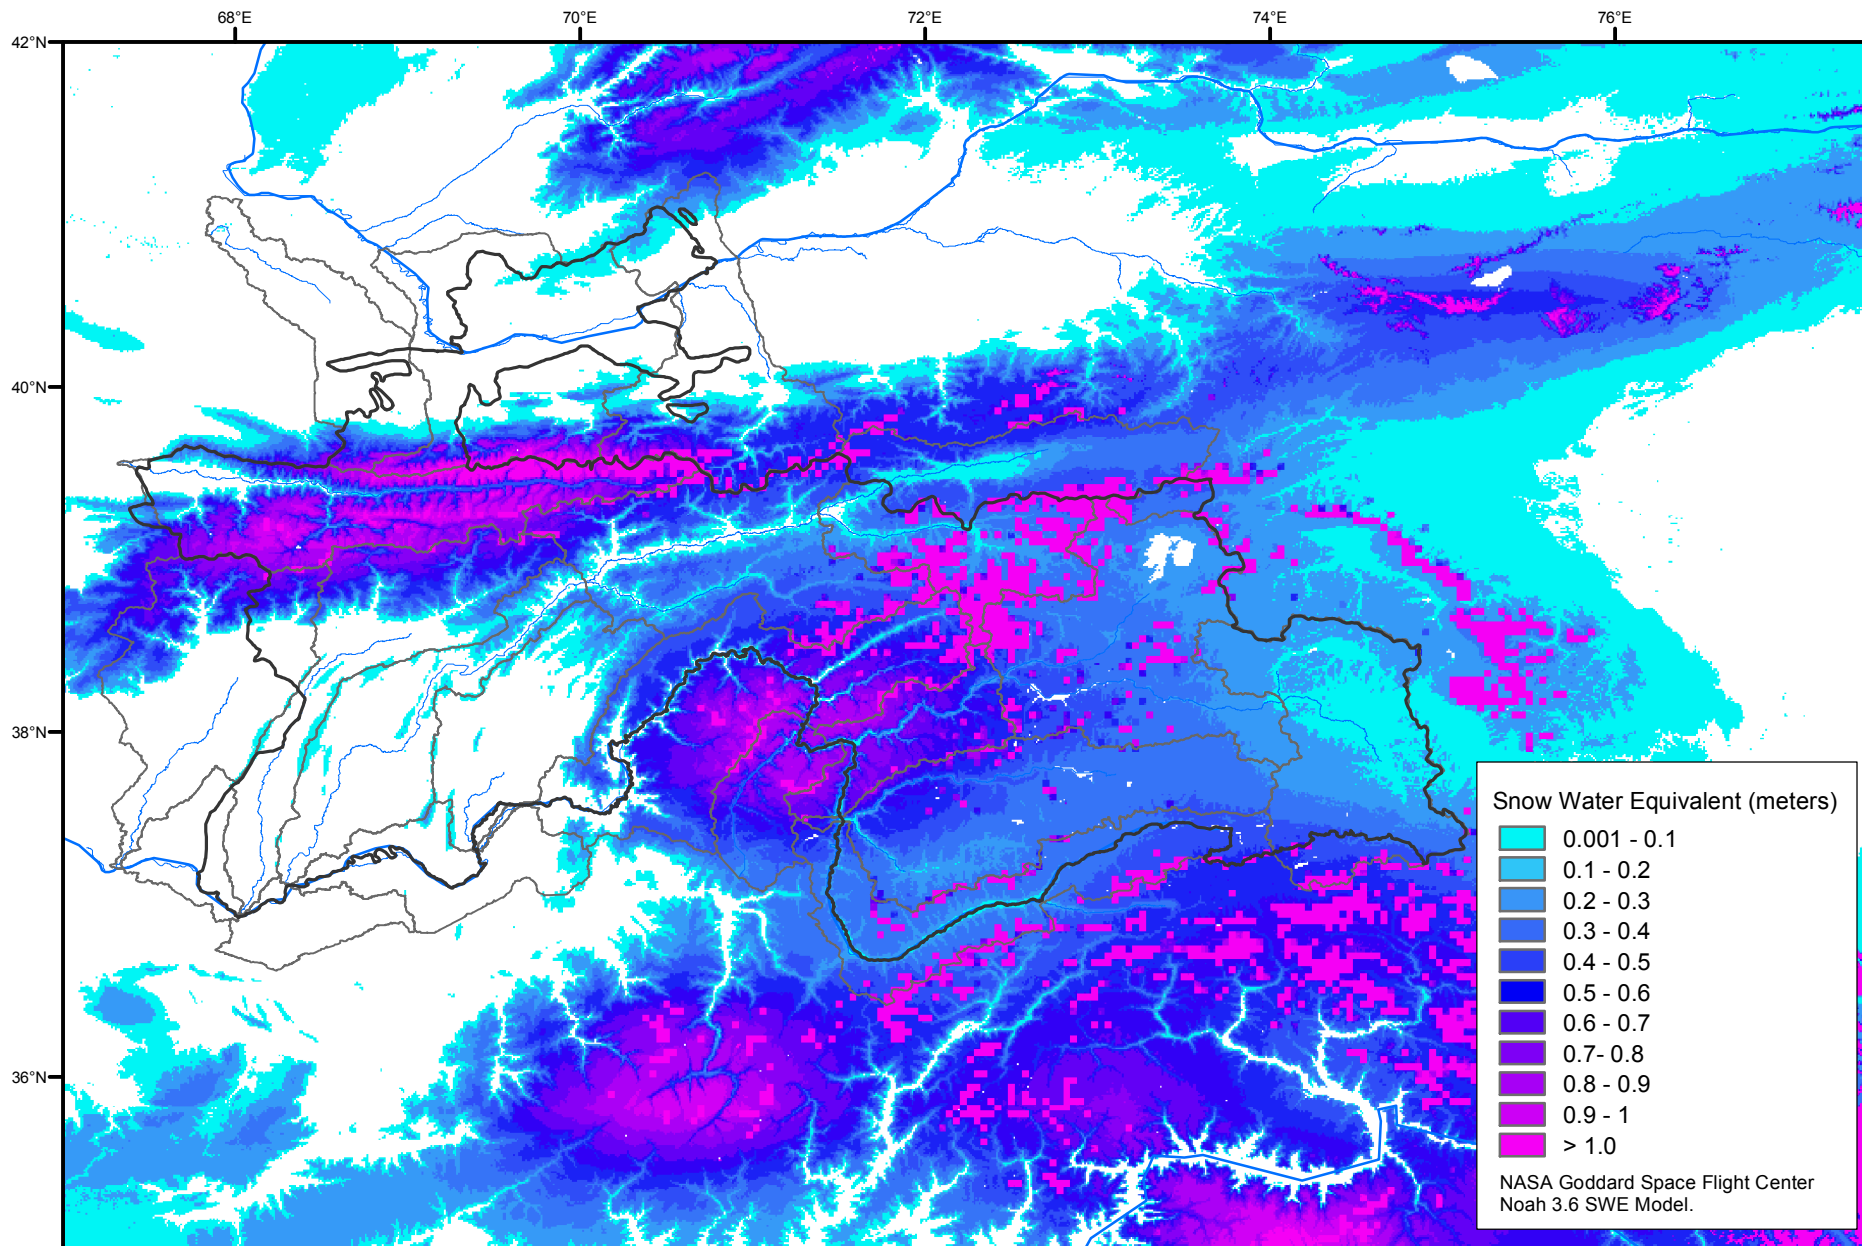 68°E
70°E
72°E
74°E
76°E
42°N
40°N
38°N
36°N
Snow Water Equivalent (meters)
0.001 - 0.1
0.1 - 0.2
0.2 - 0.3
0.3 - 0.4
0.4 - 0.5
0.5 - 0.6
0.6 - 0.7
0.7- 0.8
0.8 - 0.9
0.9 - 1
> 1.0
NASA Goddard Space Flight Center
Noah 3.6 SWE Model.